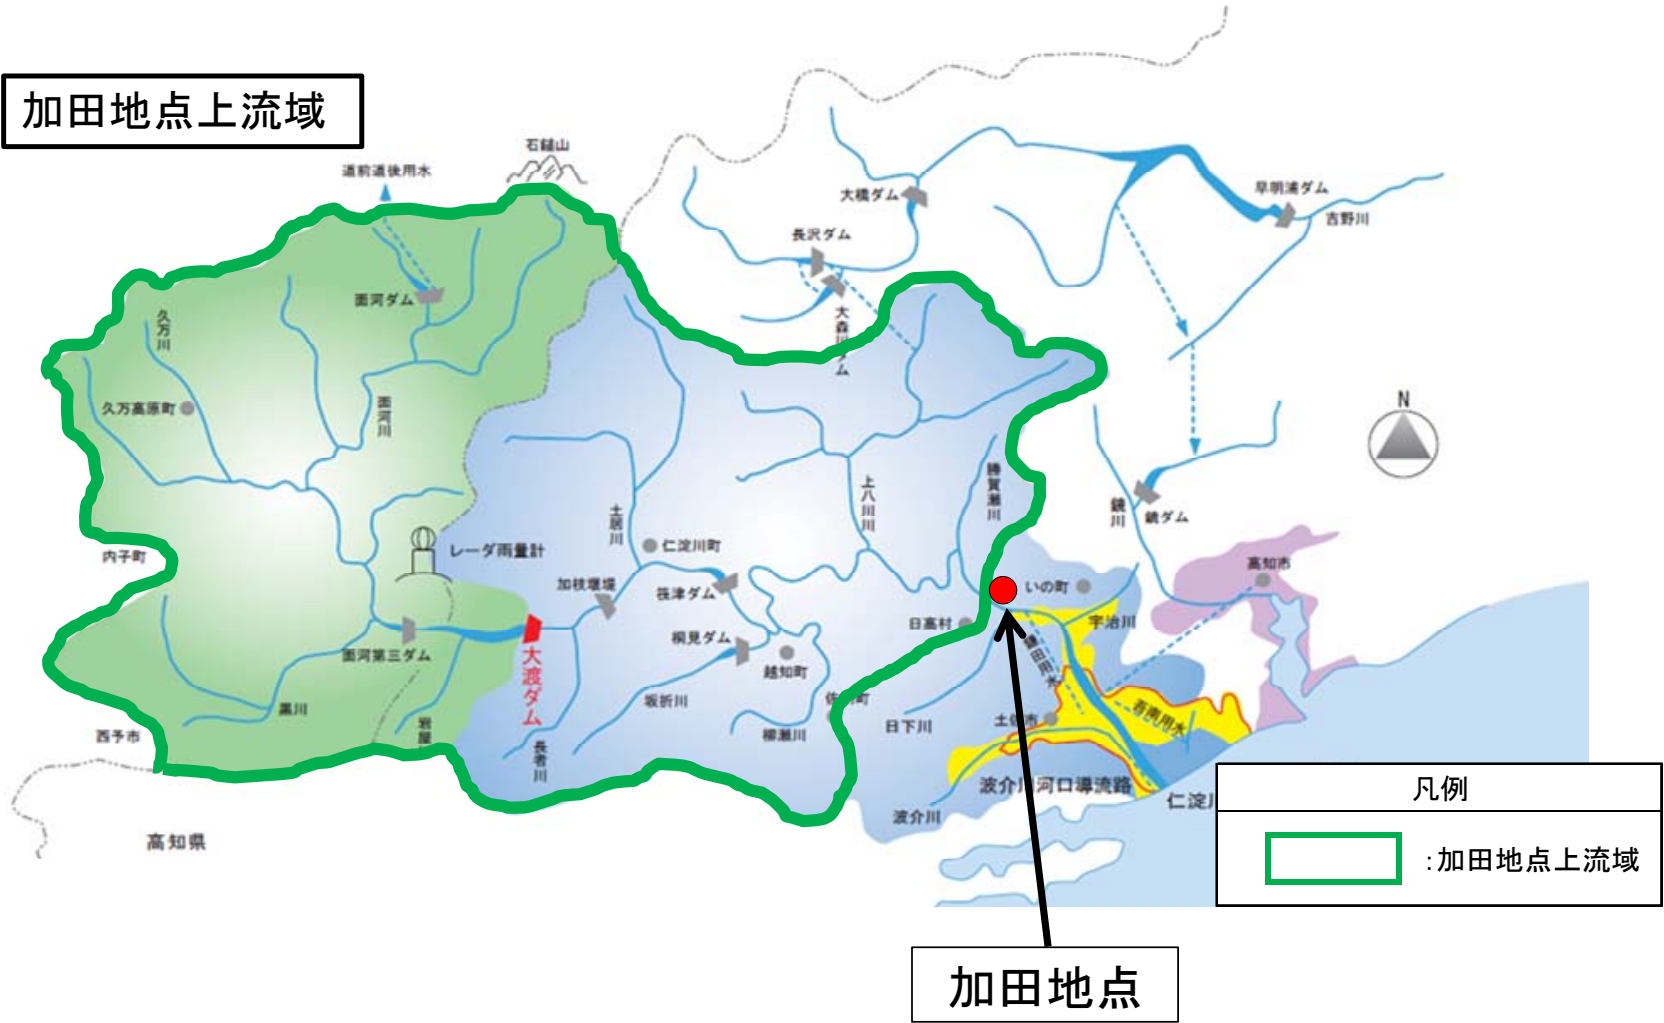 加田地点上流域
石鎚山
道前道後用水
大橋ダム
早明浦ダム
吉野川
長沢ダム
面河ダム
大森川ダム
久万川
久万高原町
面河川
N
上八川川
勝賀瀬川
鏡川
鏡ダム
土居川
仁淀川町
内子町
レーダ雨量計
高知市
加枝堰堤
筏津ダム
いの町
日高村
宇治川
桐見ダム
鎌田用水
面河第三ダム
大渡ダム
越知町
坂折川
黒川
日下川
土佐市
吾南用水
西予市
柳瀬川
長者川
波介川河口導流路
仁淀川
波介川
高知県
凡例
:加田地点上流域
加田地点